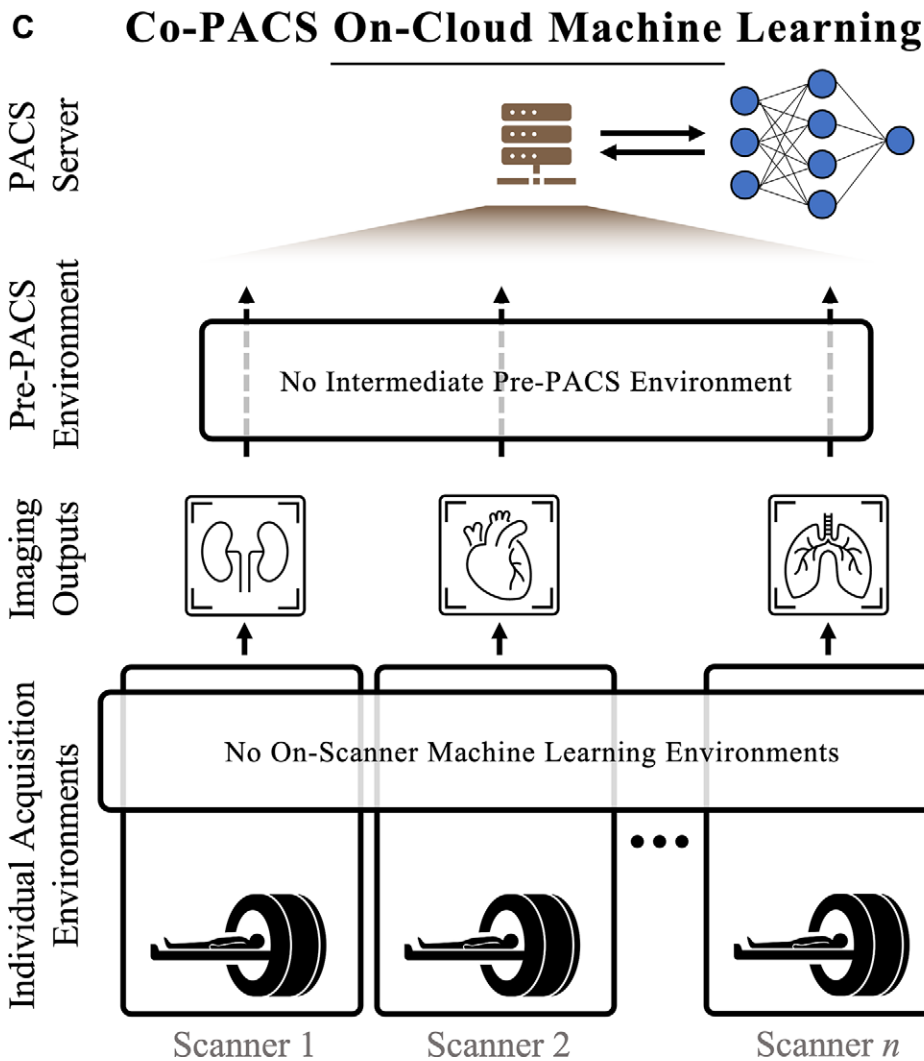 C
Co-PACS On-Cloud Machine Learning
PACS
Server
Pre-PACS
Environment
No Intermediate Pre-PACS Environment
Imaging
Outputs
Individual Acquisition
Environments
No On-Scanner Machine Learning Environments
Scanner 1
Scanner 2
Scanner n